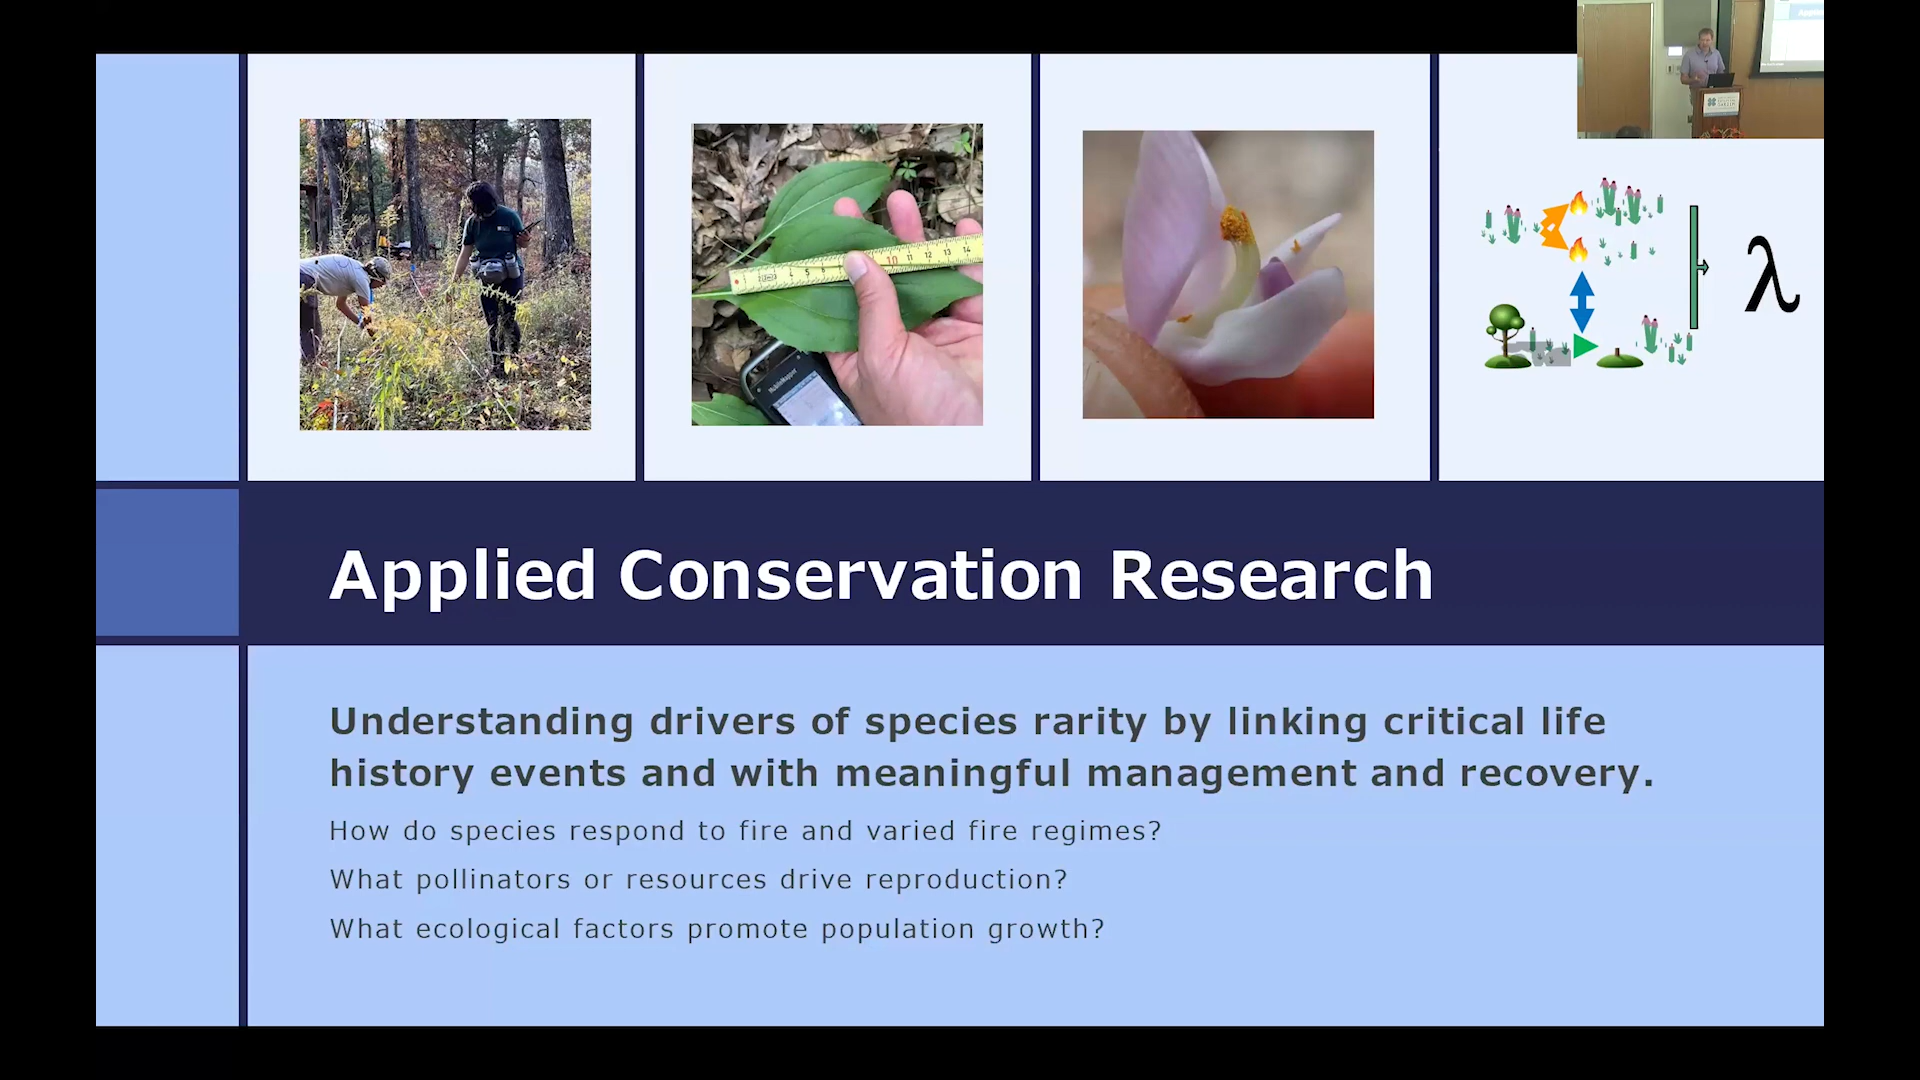 λ
Applied Conservation Research
Understanding drivers of species rarity by linking critical life
history events and with meaningful management and recovery.
How do species respond to fire and varied fire regimes?
What pollinators or resources drive reproduction?
What ecological factors promote population growth?